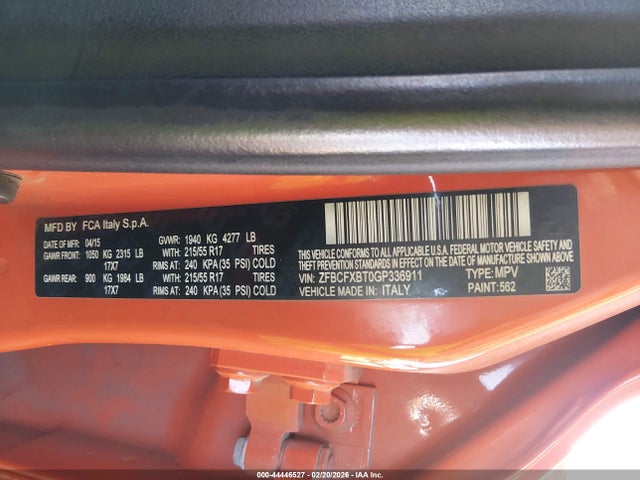 MFD BY FCA Italy S.p.A.
MFD DATE: 04/15 GVWR: 1940 KG 4277 LB
GAWR FRONT: 1050 KG 2315 LB WITH: 215/55 R17 TIRES
17X7 RIMS AT: 240 KPA (35 PSI) COLD
GAWR REAR: 900 KG 1984 LB WITH: 215/55 R17 TIRES
17X7 RIMS AT: 240 KPA (35 PSI) COLD
THIS VEHICLE CONFORMS TO ALL APPLICABLE
FEDERAL MOTOR VEHICLE SAFETY, BUMPER, AND
THEFT PREVENTION STANDARDS IN EFFECT ON
THE DATE OF MANUFACTURE SHOWN ABOVE.
VIN: ZFBCFXBT0GP336911 TYPE: MPV
VEHICLE MADE IN: ITALY PAINT: 562
000-44446527 - 02/20/2026 - COPYRIGHT IAA, LLC.